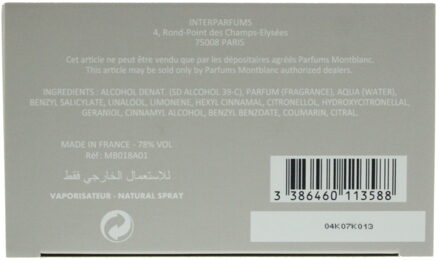 INTERPARFUMS
4, Rond-Point des Champs-Elysées
75008 PARIS
Cet article ne peut être vendu que par les dépositaires agréés Parfums Montblanc
This article may be sold only by Parfums Montblanc authorized dealers.
INGREDIENTS : ALCOHOL DENAT. (SD ALCOHOL 39-C), PARFUM (FRAGRANCE), AQUA (WATER),
BENZYL SALICYLATE, LINALOOL, LIMONENE, HEXYL CINNAMAL, CITRONELLOL, HYDROXYCITRONELLAL,
GERANIOL, CINNAMYL ALCOHOL, BENZYL BENZOATE, COUMARIN, CITRAL.
MADE IN FRANCE - 78% VOL
Réf : MB018A01
للاستعمال الخارجي فقط
VAPORISATEUR - NATURAL SPRAY
3 386460 113588
04K07K013